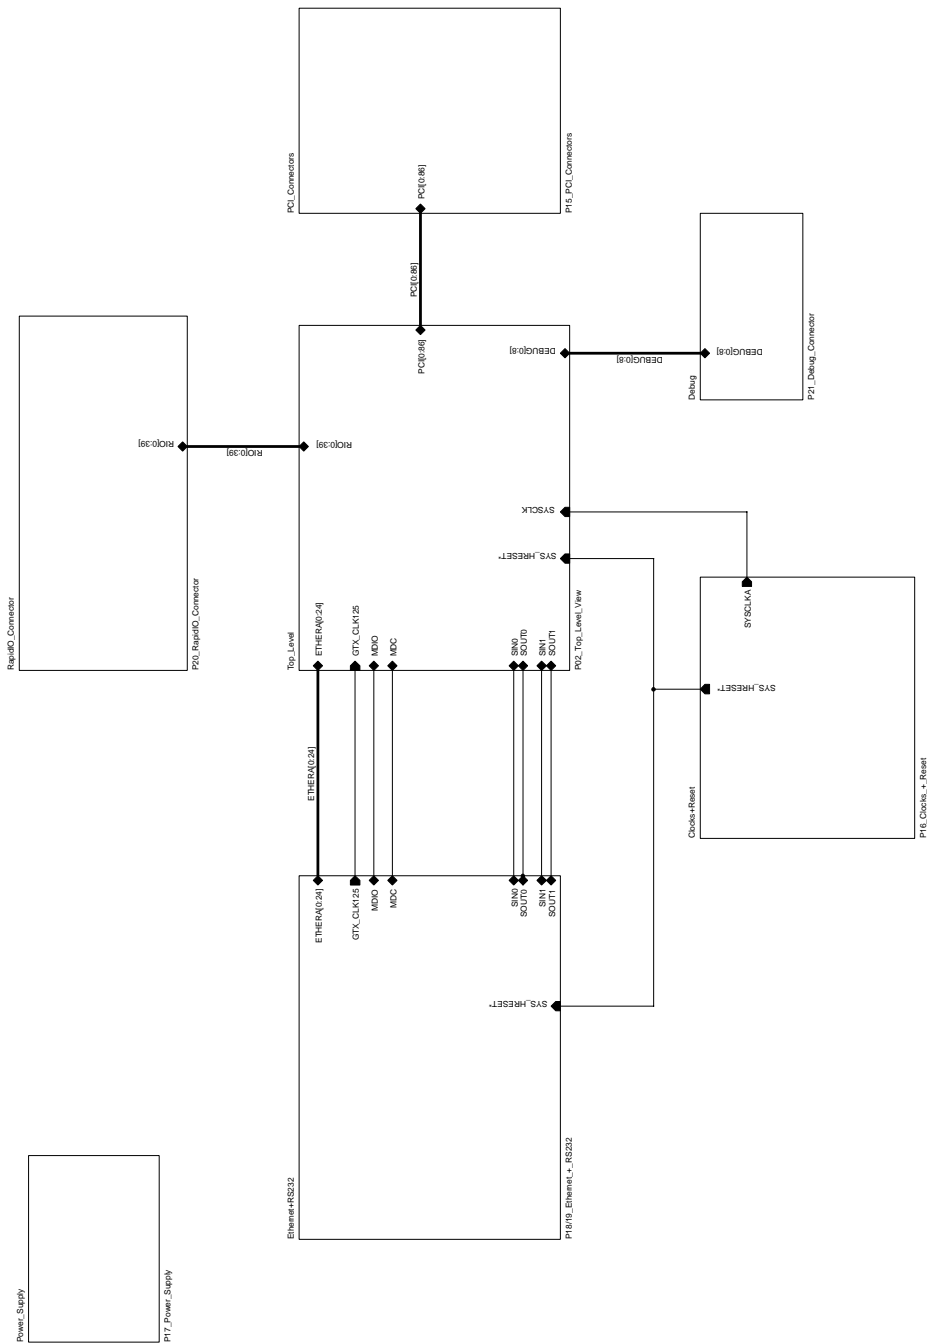 PCI_Connectors
P15_PCI_Connectors
PCI[0:86]
PCI[0:86]
PCI[0:86]
RapidIO_Connector
P20_RapidIO_Connector
RIO[0:39]
RIO[0:39]
RIO[0:39]
Top_Level
P02_Top_Level_View
DEBUG[0:8]
DEBUG[0:8]
DEBUG[0:8]
Debug
P21_Debug_Connector
SYSCLK
SYS_HRESET*
ETHERA[0:24]
GTX_CLK125
MDIO
MDC
SIN0
SOUT0
SIN1
SOUT1
ETHERA[0:24]
SYSCLKA
SYS_HRESET*
Clocks+Reset
P16_Clocks_+_Reset
ETHERA[0:24]
GTX_CLK125
MDIO
MDC
SIN0
SOUT0
SIN1
SOUT1
SYS_HRESET*
Ethernet+RS232
P18/19_Ethernet_+_RS232
Power_Supply
P17_Power_Supply